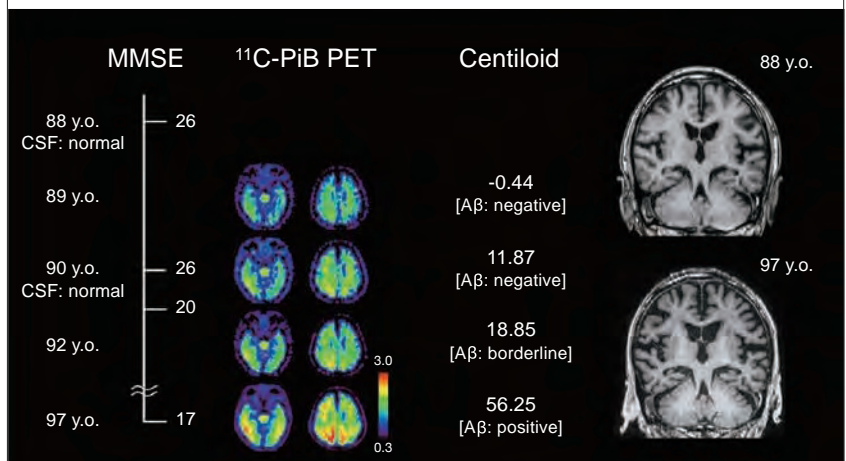 MMSE
¹¹C-PiB PET
Centiloid
88 y.o.
88 y.o.
CSF: normal
26
89 y.o.
-0.44
[Aβ: negative]
90 y.o.
CSF: normal
26
11.87
[Aβ: negative]
97 y.o.
20
92 y.o.
18.85
[Aβ: borderline]
3.0
97 y.o.
17
56.25
[Aβ: positive]
0.3